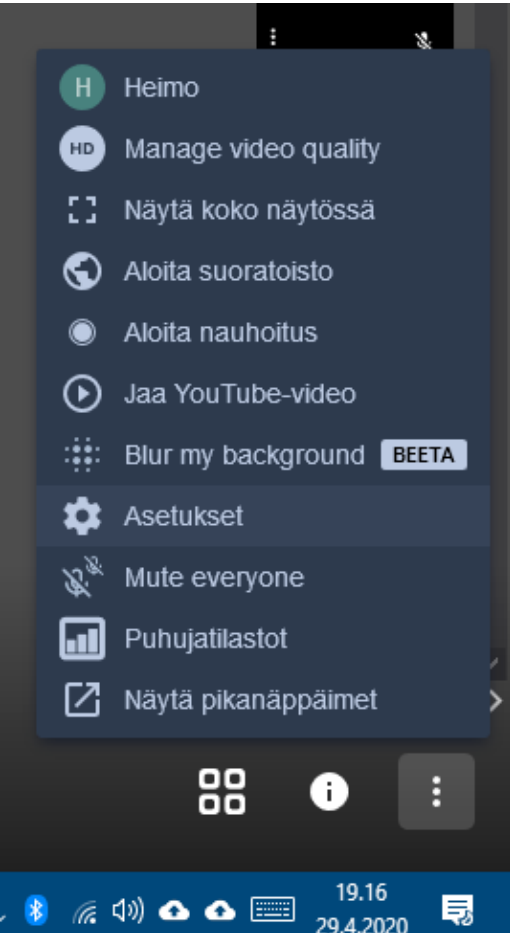 H Heimo
HD Manage video quality
Näytä koko näytössä
Aloita suoratoisto
Aloita nauhoitus
Jaa YouTube-video
Blur my background BEETA
Asetukset
Mute everyone
Puhujatilastot
Näytä pikanäppäimet
19.16
29.4.2020